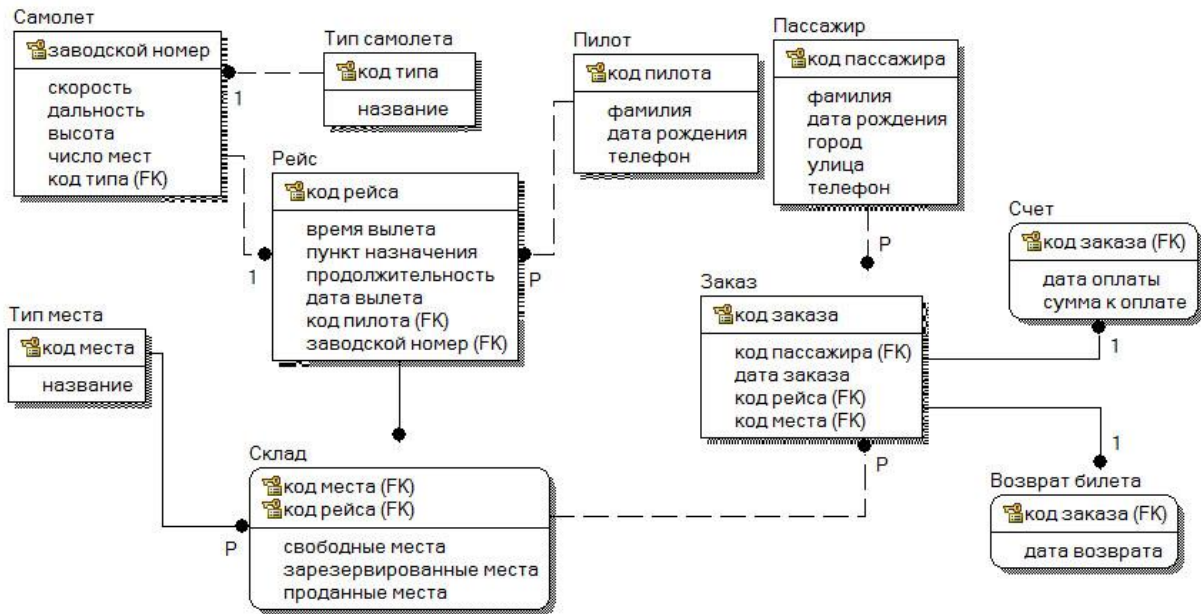 Самолет
заводской номер
скорость
дальность
высота
число мест
код типа (FK)
1
Тип самолета
код типа
название
Пилот
код пилота
фамилия
дата рождения
телефон
Пассажир
код пассажира
фамилия
дата рождения
город
улица
телефон
P
Рейс
код рейса
время вылета
пункт назначения
продолжительность
дата вылета
код пилота (FK)
заводской номер (FK)
1
P
Счет
код заказа (FK)
дата оплаты
сумма к оплате
1
Заказ
код заказа
код пассажира (FK)
дата заказа
код рейса (FK)
код места (FK)
P
1
Тип места
код места
название
P
Склад
код места (FK)
код рейса (FK)
свободные места
зарезервированные места
проданные места
Возврат билета
код заказа (FK)
дата возврата